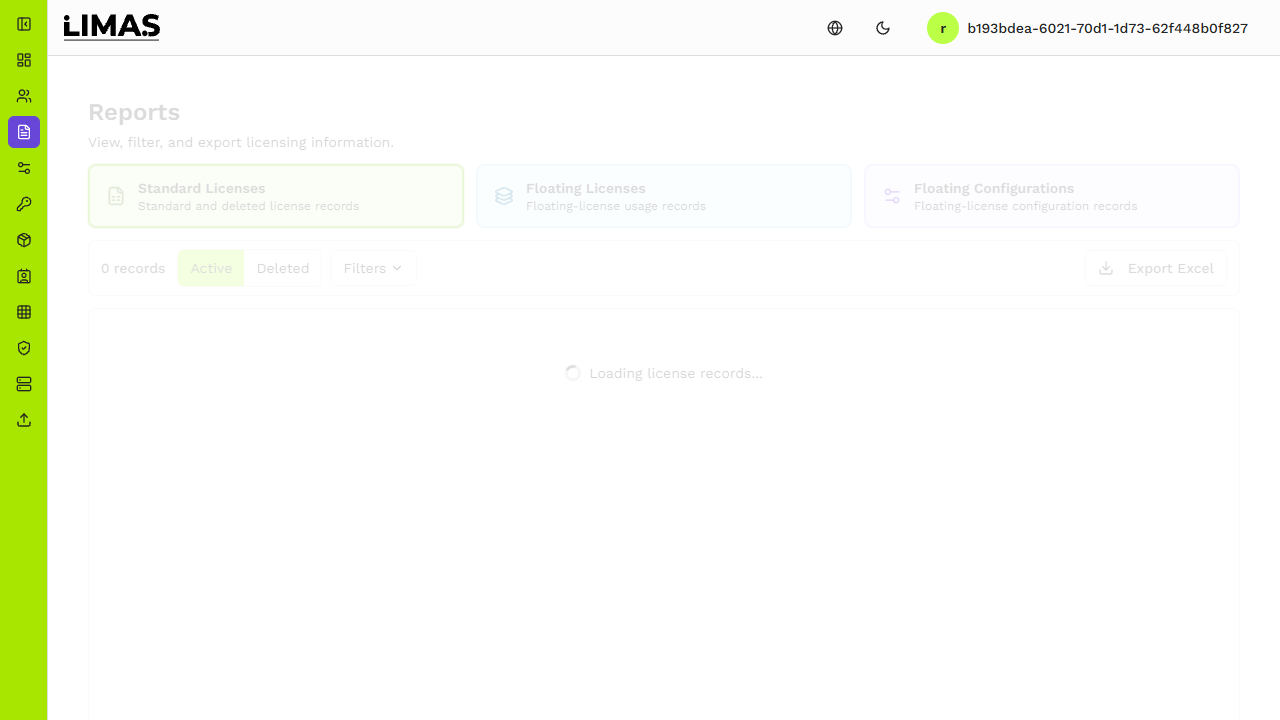 LIMAS
r
b193bdea-6021-70d1-1d73-62f448b0f827
Reports
View, filter, and export licensing information.
Standard Licenses
Standard and deleted license records
Floating Licenses
Floating-license usage records
Floating Configurations
Floating-license configuration records
0 records
Active
Deleted
Filters
Export Excel
Loading license records...